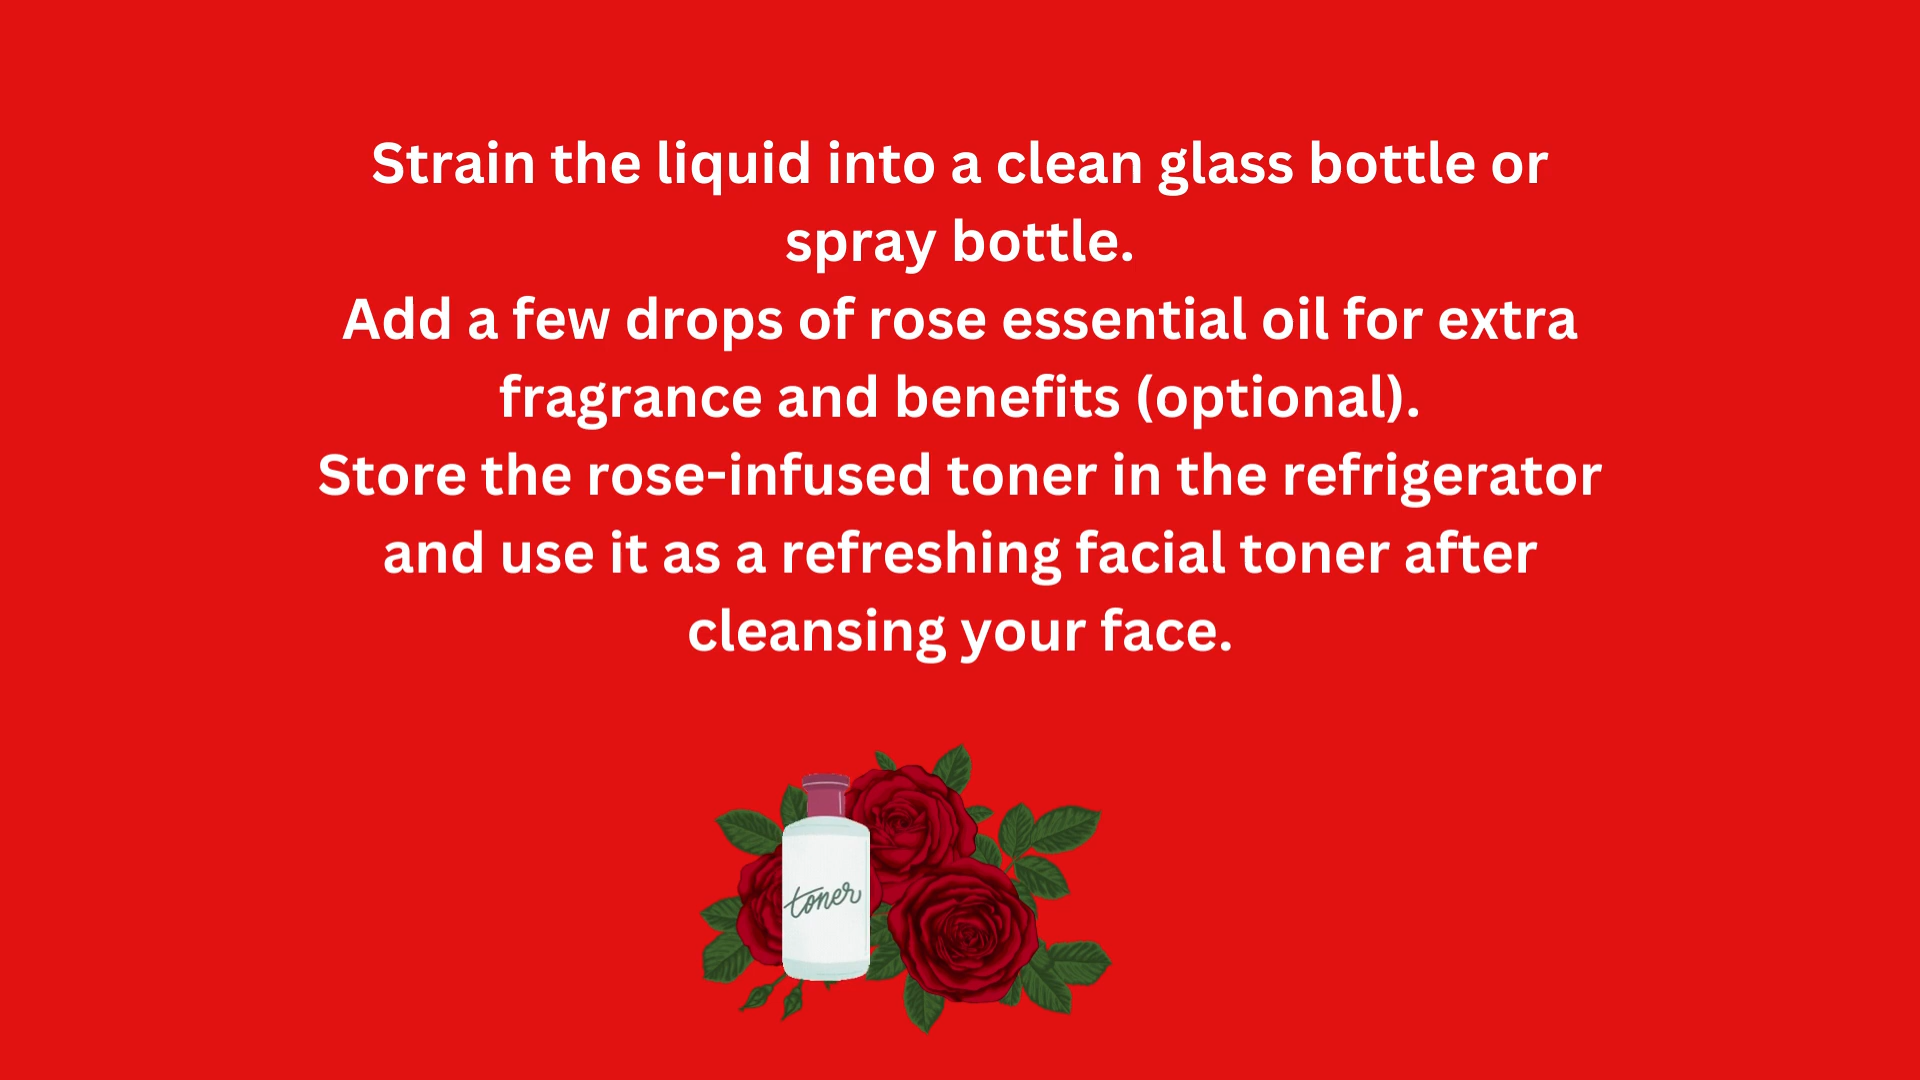 Strain the liquid into a clean glass bottle or
spray bottle.
Add a few drops of rose essential oil for extra
fragrance and benefits (optional).
Store the rose-infused toner in the refrigerator
and use it as a refreshing facial toner after
cleansing your face.
toner